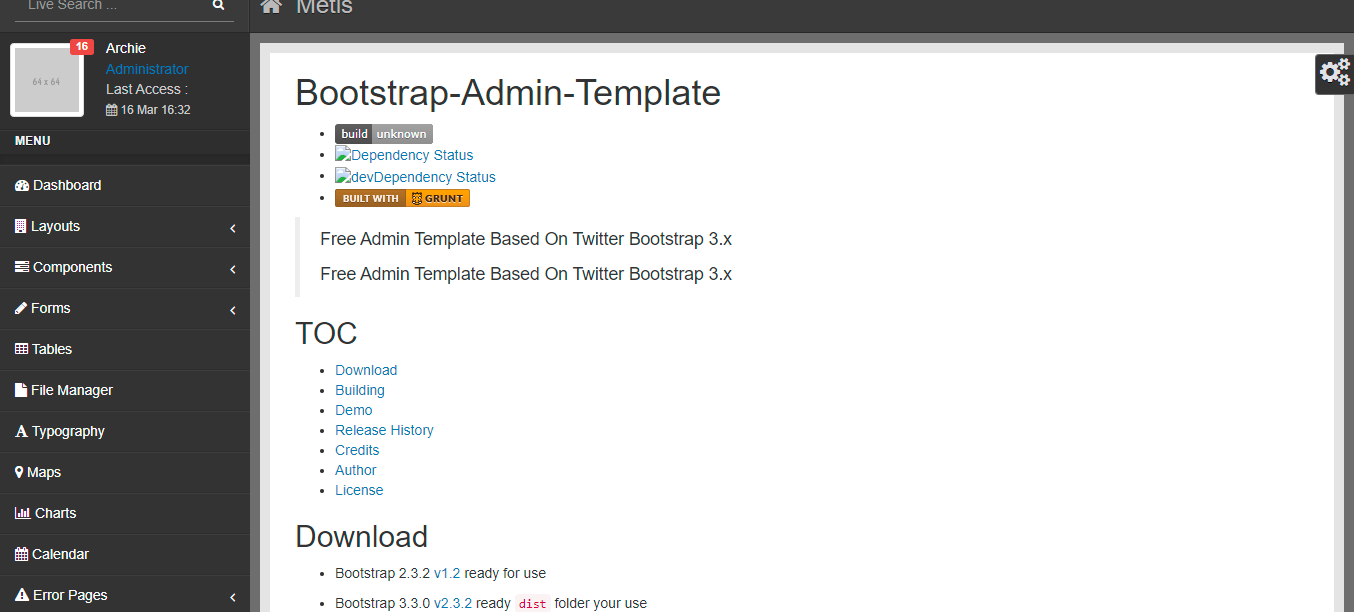 Live Search ...
Metis
64 x 64
16
Archie
Administrator
Last Access :
16 Mar 16:32
MENU
Dashboard
Layouts
Components
Forms
Tables
File Manager
Typography
Maps
Charts
Calendar
Error Pages
Bootstrap-Admin-Template
build unknown
Dependency Status
devDependency Status
BUILT WITH GRUNT
Free Admin Template Based On Twitter Bootstrap 3.x
Free Admin Template Based On Twitter Bootstrap 3.x
TOC
Download
Building
Demo
Release History
Credits
Author
License
Download
Bootstrap 2.3.2 v1.2 ready for use
Bootstrap 3.3.0 v2.3.2 ready dist folder your use